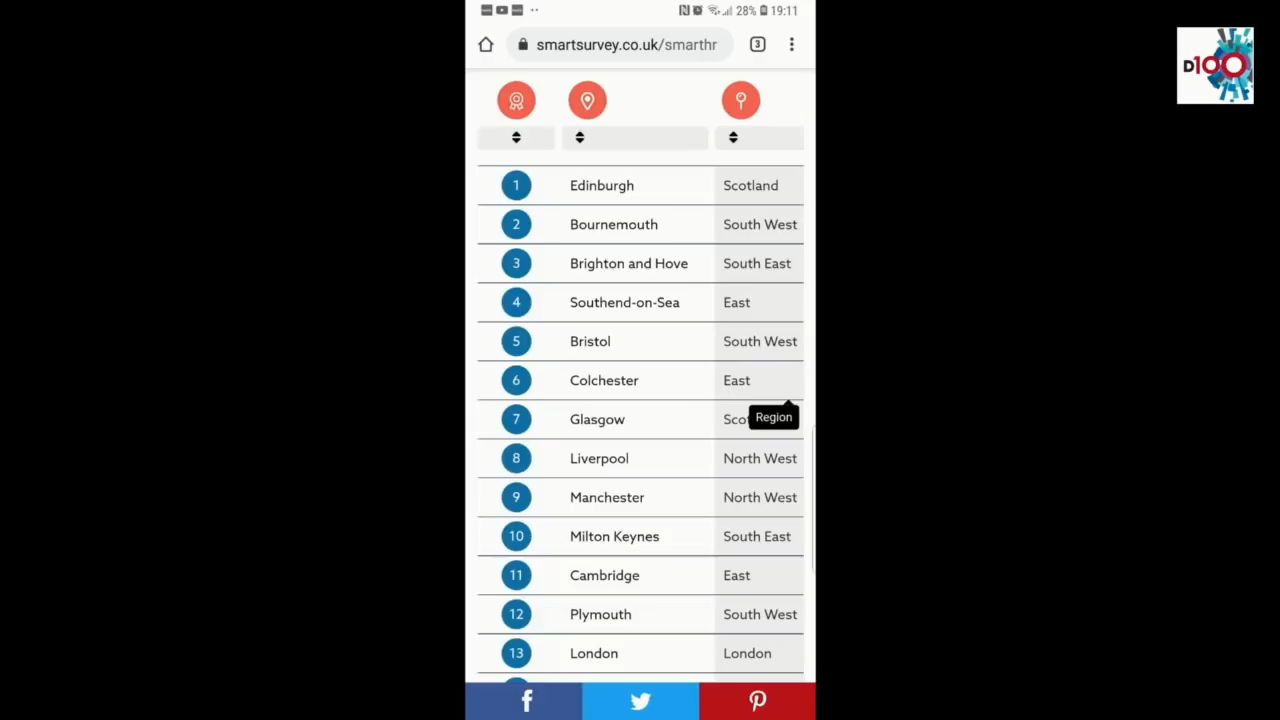 28% 19:11
smartsurvey.co.uk/smarthr 3
D100
1 Edinburgh Scotland
2 Bournemouth South West
3 Brighton and Hove South East
4 Southend-on-Sea East
5 Bristol South West
6 Colchester East
7 Glasgow Scot
Region
8 Liverpool North West
9 Manchester North West
10 Milton Keynes South East
11 Cambridge East
12 Plymouth South West
13 London London